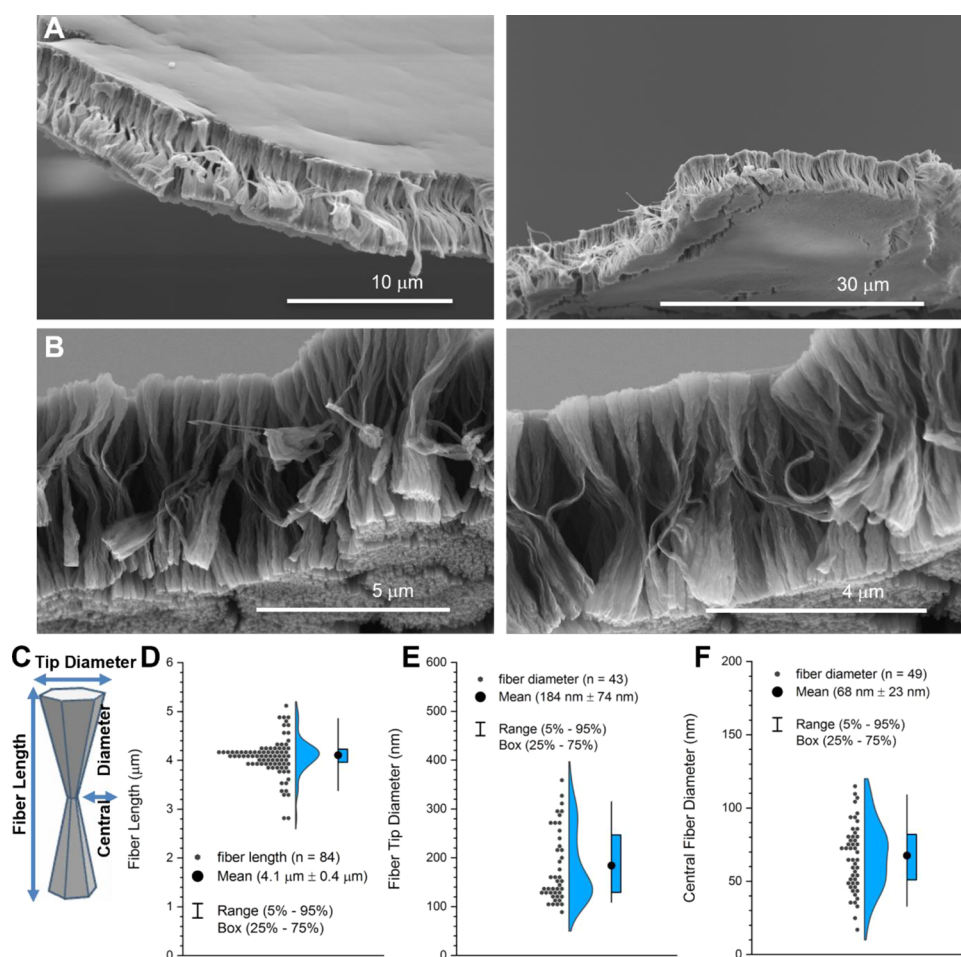 A
10 μm
30 μm
B
5 μm
4 μm
C
Tip Diameter
Fiber Length
Central
Diameter
D
6
5
4
3
2
1
0
Fiber Length (μm)
fiber length (n = 84)
Mean (4.1 μm ± 0.4 μm)
Range (5% - 95%)
Box (25% - 75%)
E
600
500
400
300
200
100
0
Fiber Tip Diameter (nm)
fiber diameter (n = 43)
Mean (184 nm ± 74 nm)
Range (5% - 95%)
Box (25% - 75%)
F
200
150
100
50
0
Central Fiber Diameter (nm)
fiber diameter (n = 49)
Mean (68 nm ± 23 nm)
Range (5% - 95%)
Box (25% - 75%)